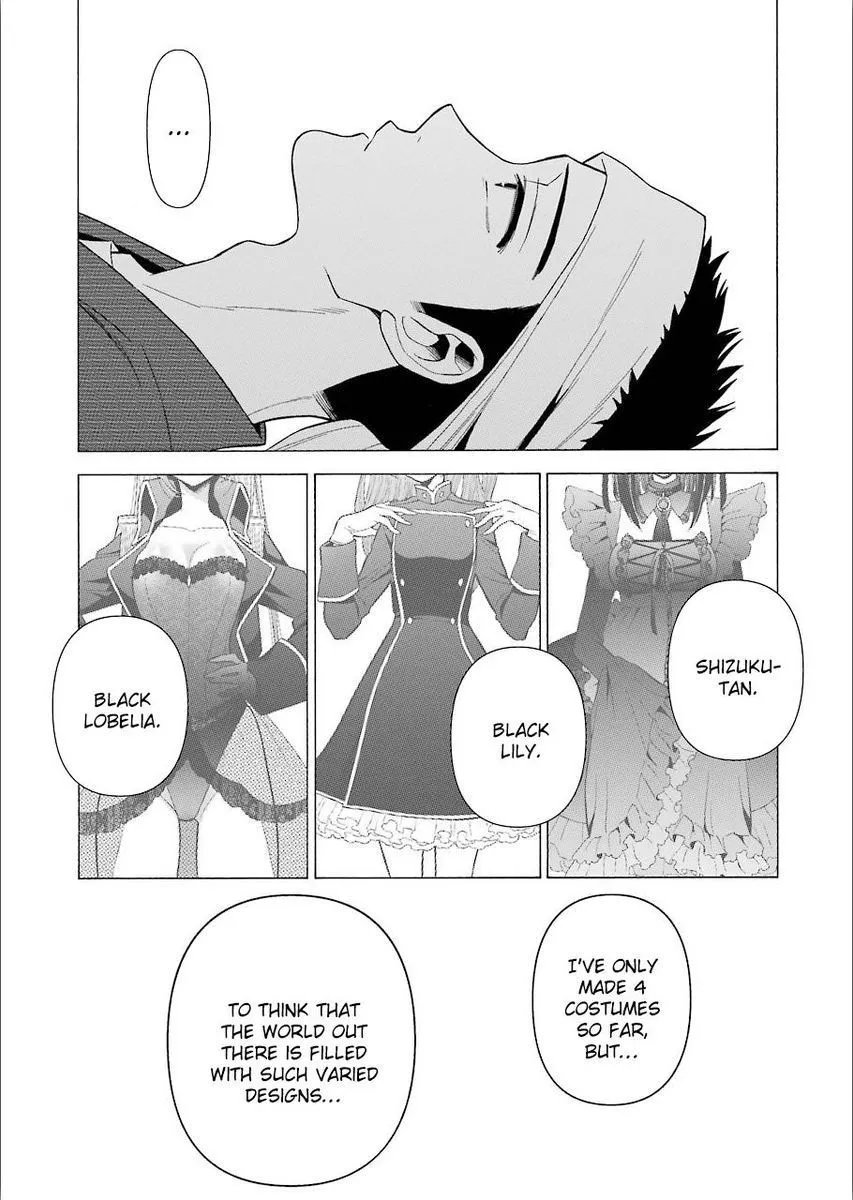 ...
SHIZUKU-
TAN.
BLACK
LILY.
BLACK
LOBELIA.
I'VE ONLY
MADE 4
COSTUMES
SO FAR,
BUT...
TO THINK THAT
THE WORLD OUT
THERE IS FILLED
WITH SUCH VARIED
DESIGNS...